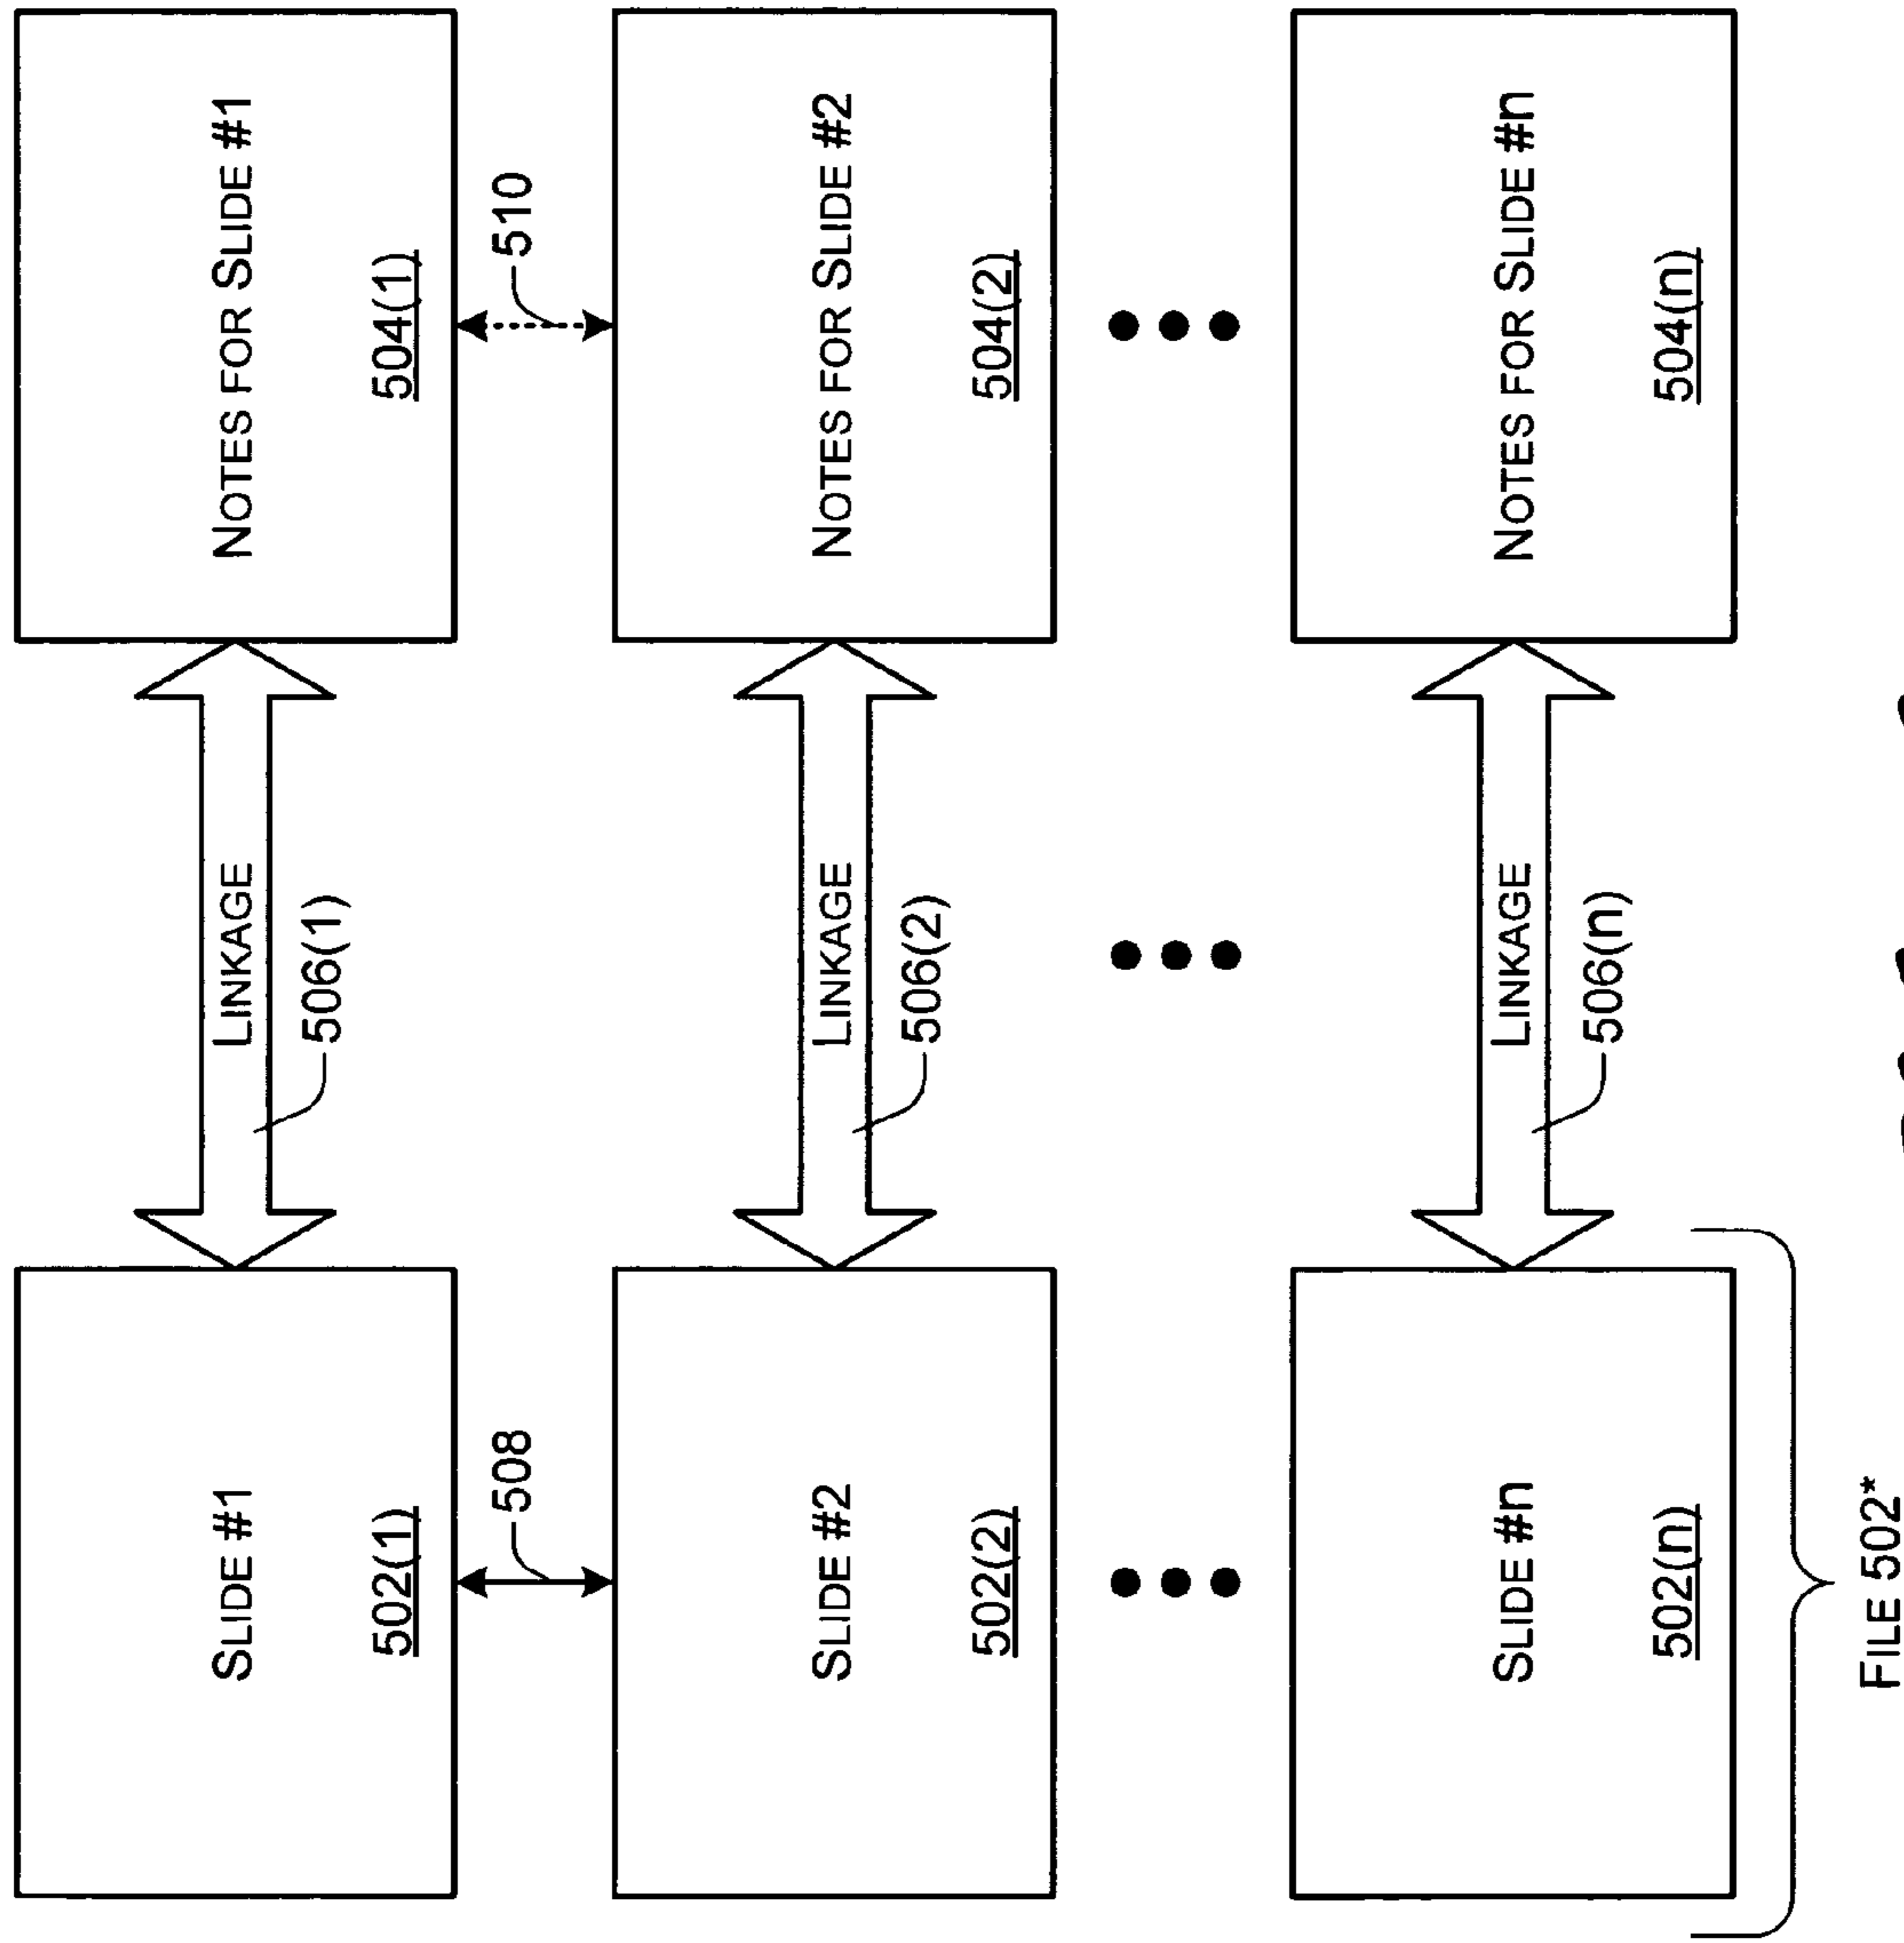 SLIDE #1
502(1)
LINKAGE
506(1)
NOTES FOR SLIDE #1
504(1)
508
510
SLIDE #2
502(2)
LINKAGE
506(2)
NOTES FOR SLIDE #2
504(2)
SLIDE #n
502(n)
LINKAGE
506(n)
NOTES FOR SLIDE #n
504(n)
FILE 502*